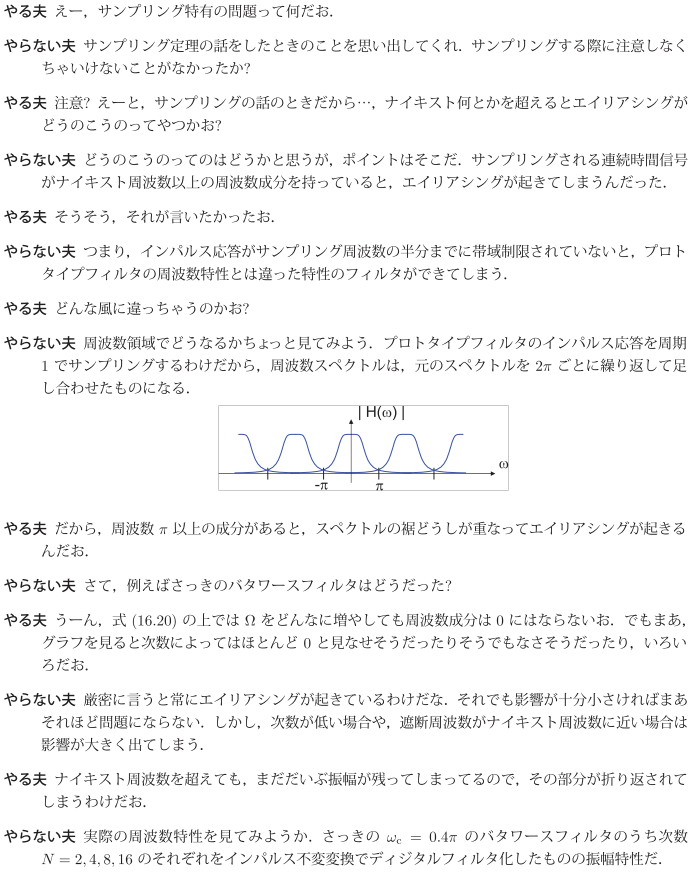 やる夫 えー，サンプリング特有の問題って何だお．
やらない夫 サンプリング定理の話をしたときのことを思い出してくれ．サンプリングする際に注意しなく
ちゃいけないことがなかったか?
やる夫 注意? えーと，サンプリングの話のときだから…，ナイキスト何とかを超えるとエイリアシングが
どうのこうのってやつかお?
やらない夫 どうのこうのってのはどうかと思うが，ポイントはそこだ．サンプリングされる連続時間信号
がナイキスト周波数以上の周波数成分を持っていると，エイリアシングが起きてしまうんだった．
やる夫 そうそう，それが言いたかったお．
やらない夫 つまり，インパルス応答がサンプリング周波数の半分までに帯域制限されていないと，プロト
タイプフィルタの周波数特性とは違った特性のフィルタができてしまう．
やる夫 どんな風に違っちゃうのかお?
やらない夫 周波数領域でどうなるかちょっと見てみよう．プロトタイプフィルタのインパルス応答を周期
1 でサンプリングするわけだから，周波数スペクトルは，元のスペクトルを 2π ごとに繰り返して足
し合わせたものになる．
| H(ω) |
ω
-π π
やる夫 だから，周波数 π 以上の成分があると，スペクトルの裾どうしが重なってエイリアシングが起きる
んだお．
やらない夫 さて，例えばさっきのバタワースフィルタはどうだった?
やる夫 うーん，式 (16.20) の上では Ω をどんなに増やしても周波数成分は 0 にはならないお．でもまあ，
グラフを見ると次数によってはほとんど 0 と見なせそうだったりそうでもなさそうだったり，いろい
ろだお．
やらない夫 厳密に言うと常にエイリアシングが起きているわけだな．それでも影響が十分小さければまあ
それほど問題にならない．しかし，次数が低い場合や，遮断周波数がナイキスト周波数に近い場合は
影響が大きく出てしまう．
やる夫 ナイキスト周波数を超えても，まだだいぶ振幅が残ってしまってるので，その部分が折り返されて
しまうわけだお．
やらない夫 実際の周波数特性を見てみようか．さっきの ωc = 0.4π のバタワースフィルタのうち次数
N = 2, 4, 8, 16 のそれぞれをインパルス不変変換でディジタルフィルタ化したものの振幅特性だ．